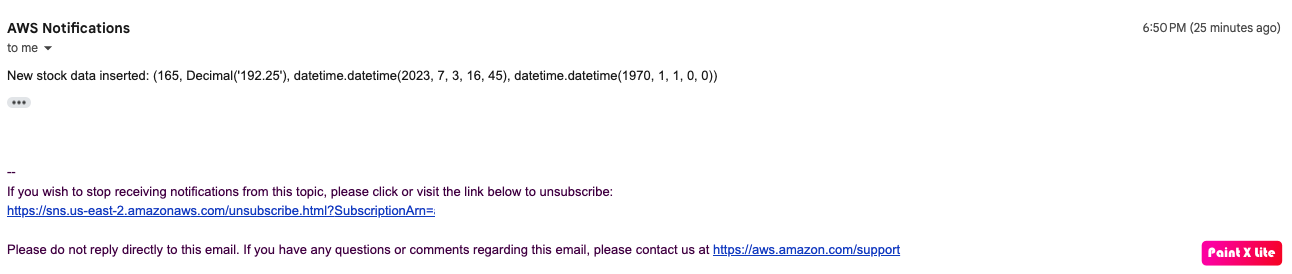 AWS Notifications
6:50 PM (25 minutes ago)
to me
New stock data inserted: (165, Decimal('192.25'), datetime.datetime(2023, 7, 3, 16, 45), datetime.datetime(1970, 1, 1, 0, 0))
--
If you wish to stop receiving notifications from this topic, please click or visit the link below to unsubscribe:
https://sns.us-east-2.amazonaws.com/unsubscribe.html?SubscriptionArn=
Please do not reply directly to this email. If you have any questions or comments regarding this email, please contact us at https://aws.amazon.com/support
Paint X Lite